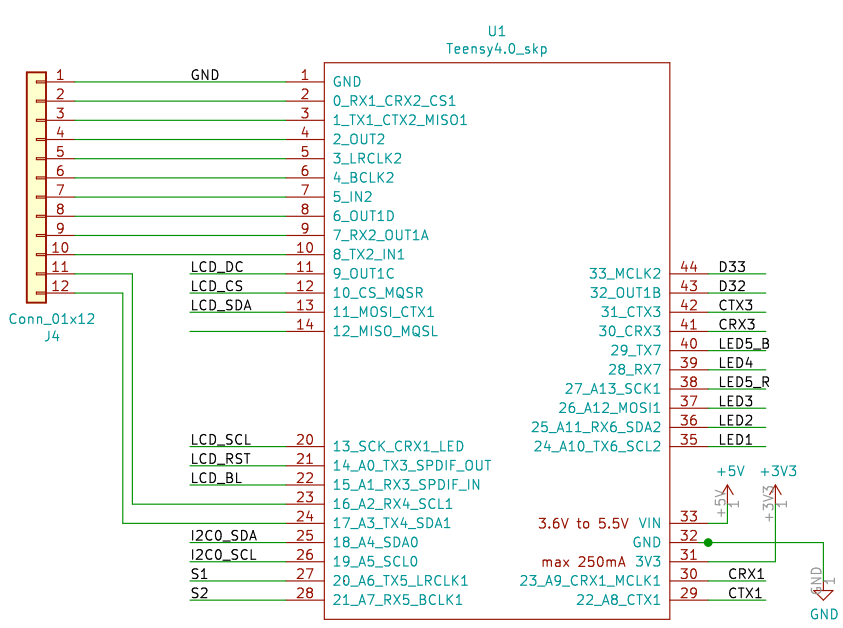 U1
Teensy4.0_skp
1 GND 1 GND
2 2 0_RX1_CRX2_CS1
3 3 1_TX1_CTX2_MISO1
4 4 2_OUT2
5 5 3_LRCLK2
6 6 4_BCLK2
7 7 5_IN2
8 8 6_OUT1D
9 9 7_RX2_OUT1A
10 10 8_TX2_IN1
11 LCD_DC 11 9_OUT1C 33_MCLK2 44 D33
12 LCD_CS 12 10_CS_MQSR 32_OUT1B 43 D32
LCD_SDA 13 11_MOSI_CTX1 31_CTX3 42 CTX3
Conn_01x12 14 12_MISO_MQSL 30_CRX3 41 CRX3
J4
29_TX7 40 LED5_B
28_RX7 39 LED4
27_A13_SCK1 38 LED5_R
26_A12_MOSI1 37 LED3
25_A11_RX6_SDA2 36 LED2
LCD_SCL 20 13_SCK_CRX1_LED 24_A10_TX6_SCL2 35 LED1
LCD_RST 21 14_A0_TX3_SPDIF_OUT +5V +3V3
LCD_BL 22 15_A1_RX3_SPDIF_IN
23 16_A2_RX4_SCL1 +5V 1 +3V3 1
24 17_A3_TX4_SDA1 3.6V to 5.5V VIN 33
I2C0_SDA 25 18_A4_SDA0 GND 32
I2C0_SCL 26 19_A5_SCL0 max 250mA 3V3 31
S1 27 20_A6_TX5_LRCLK1 23_A9_CRX1_MCLK1 30 CRX1 GND 1
S2 28 21_A7_RX5_BCLK1 22_A8_CTX1 29 CTX1
GND